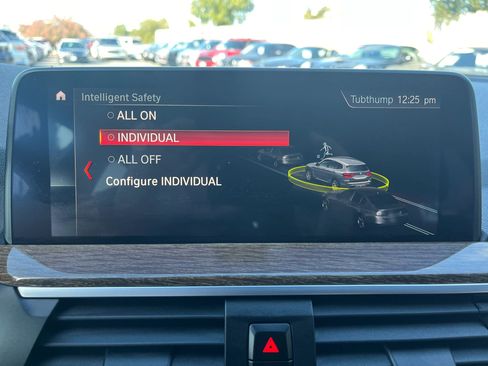 Intelligent Safety
Tubthump 12:25 pm
ALL ON
INDIVIDUAL
ALL OFF
Configure INDIVIDUAL